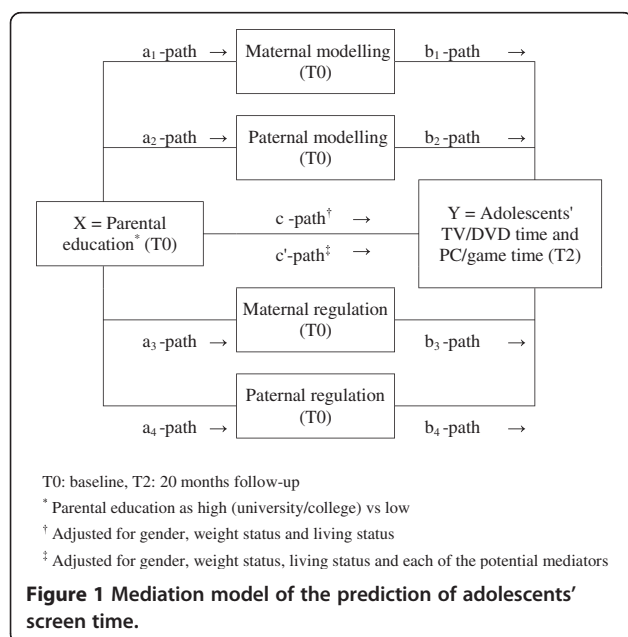 a₁-path → Maternal modelling b₁-path →
(T0)
a₂-path → Paternal modelling b₂-path →
(T0)
X = Parental
education* (T0)
c -path† →
c'-path‡ →
Y = Adolescents'
TV/DVD time and
PC/game time (T2)
Maternal regulation
(T0)
a₃-path → b₃-path →
Paternal regulation
(T0)
a₄-path → b₄-path →
T0: baseline, T2: 20 months follow-up
* Parental education as high (university/college) vs low
† Adjusted for gender, weight status and living status
‡ Adjusted for gender, weight status, living status and each of the potential mediators
Figure 1 Mediation model of the prediction of adolescents'
screen time.